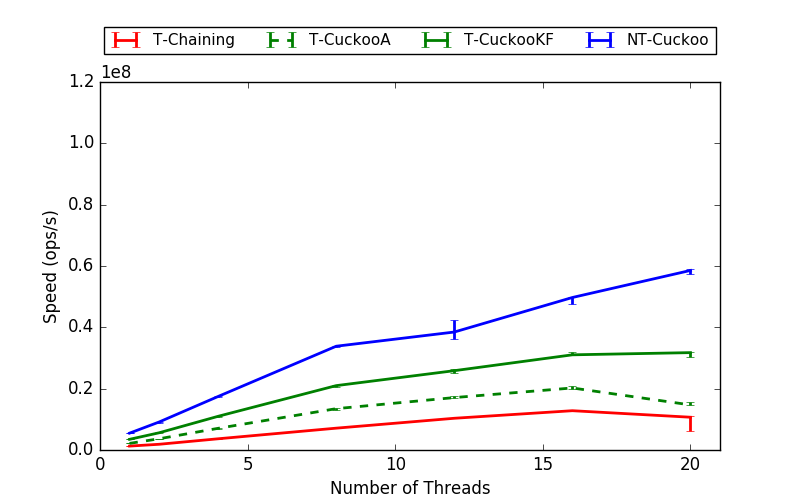 T-Chaining T-CuckooA T-CuckooKF NT-Cuckoo
1e8
1.2
1.0
0.8
0.6
0.4
0.2
0.0
Speed (ops/s)
0 5 10 15 20
Number of Threads